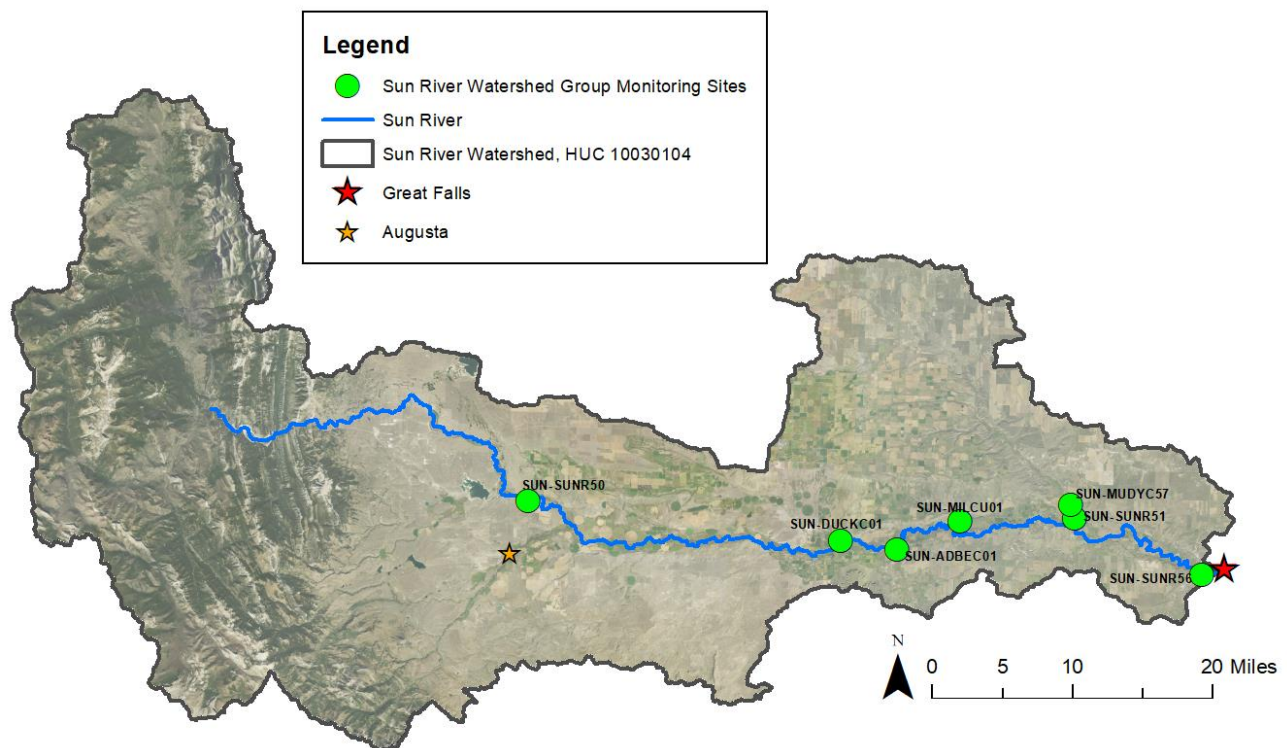 Legend
Sun River Watershed Group Monitoring Sites
Sun River
Sun River Watershed, HUC 10030104
Great Falls
Augusta
SUN-SUNR50
SUN-MUDYC57
SUN-MILCU01
SUN-DUCKC01
SUN-SUNR51
SUN-ADBEC01
SUN-SUNR56
N
0 5 10 20 Miles